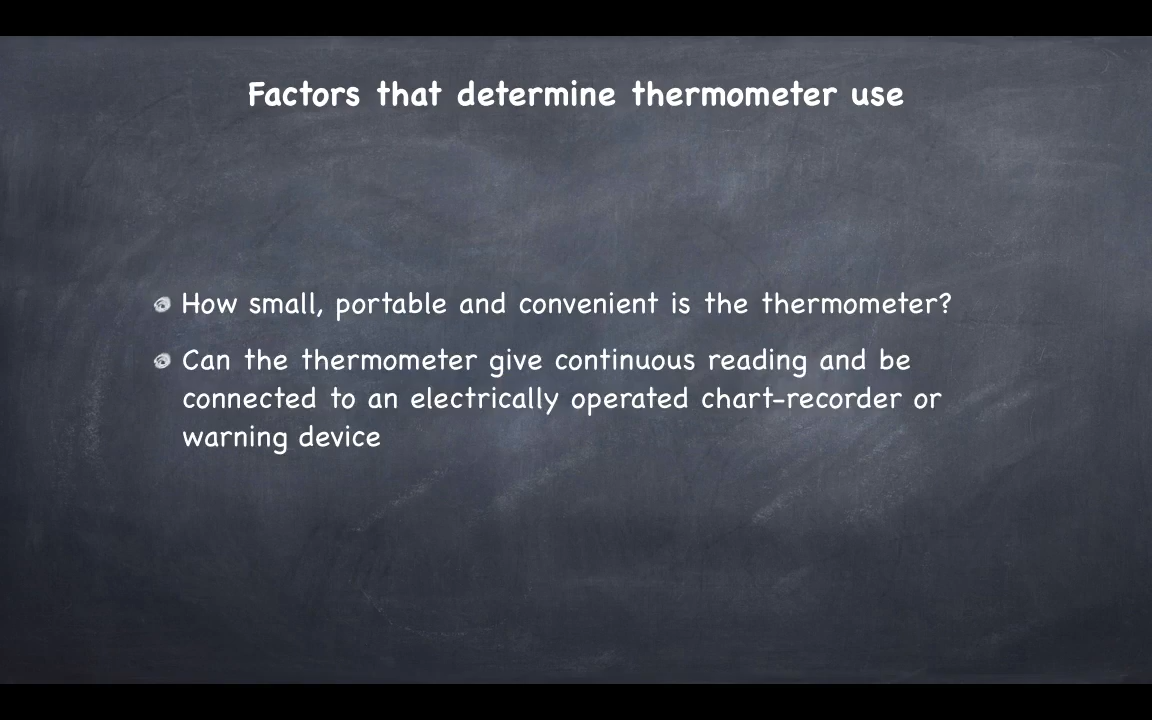 Factors that determine thermometer use
How small, portable and convenient is the thermometer?
Can the thermometer give continuous reading and be
connected to an electrically operated chart-recorder or
warning device